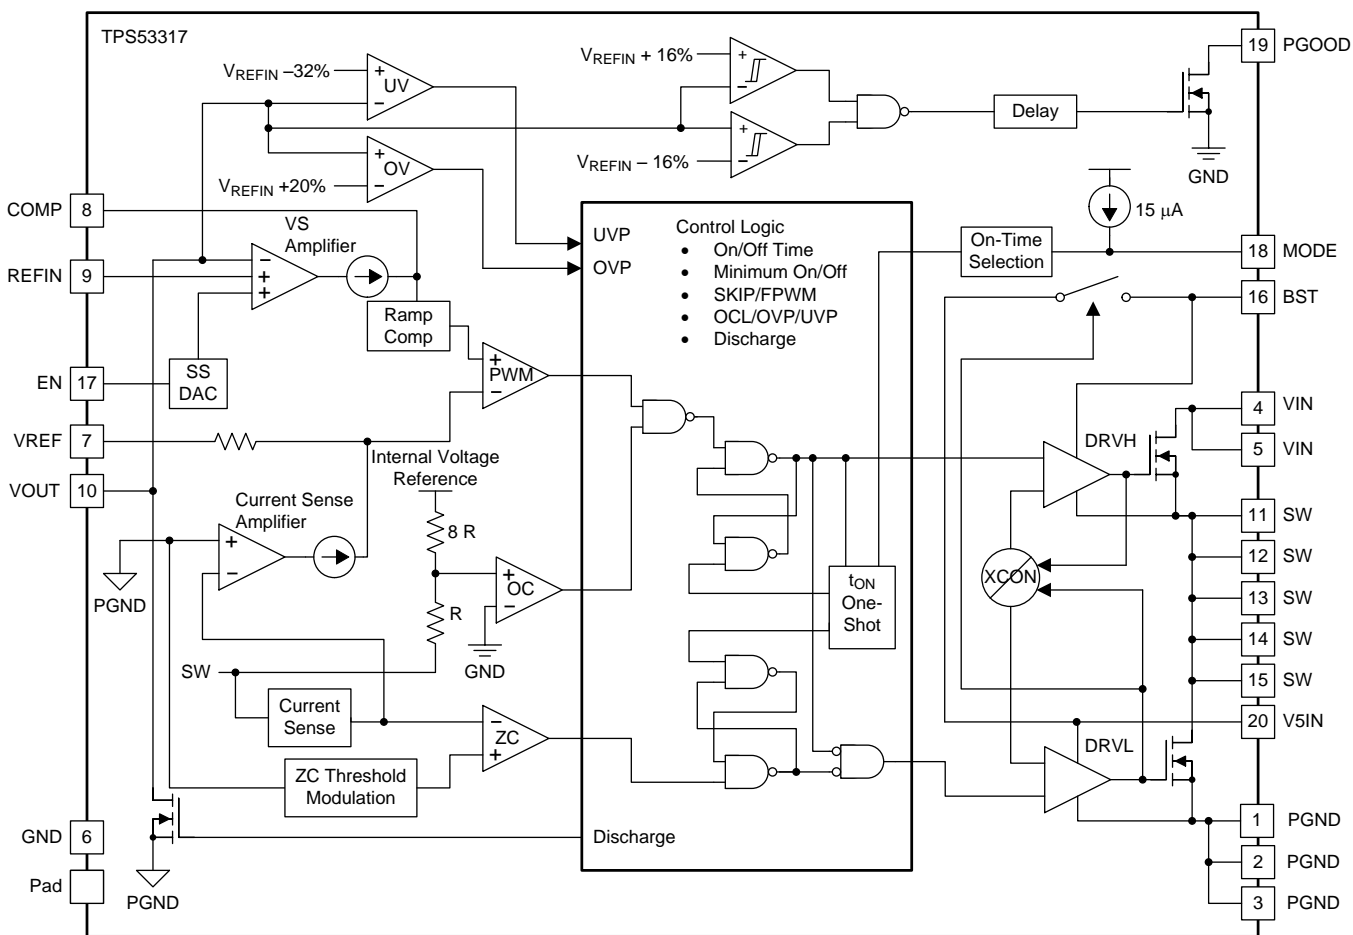 TPS53317
19 PGOOD
V_REFIN –32%
+
UV
−
V_REFIN + 16%
+
−
Delay
+
OV
−
V_REFIN +20%
+
−
V_REFIN – 16%
GND
15 μA
COMP 8
VS
Amplifier
REFIN 9
−
+
+
UVP
OVP
Control Logic
• On/Off Time
• Minimum On/Off
• SKIP/FPWM
• OCL/OVP/UVP
• Discharge
On-Time
Selection
18 MODE
16 BST
Ramp
Comp
EN 17
SS
DAC
+
PWM
−
4 VIN
5 VIN
VREF 7
VOUT 10
Internal Voltage
Reference
DRVH
Current Sense
Amplifier
+
−
PGND
8 R
R
+
OC
−
GND
SW
t_ON
One-
Shot
XCON
11 SW
12 SW
13 SW
14 SW
15 SW
20 V5IN
Current
Sense
−
ZC
+
ZC Threshold
Modulation
DRVL
GND 6
Pad
PGND
Discharge
1 PGND
2 PGND
3 PGND